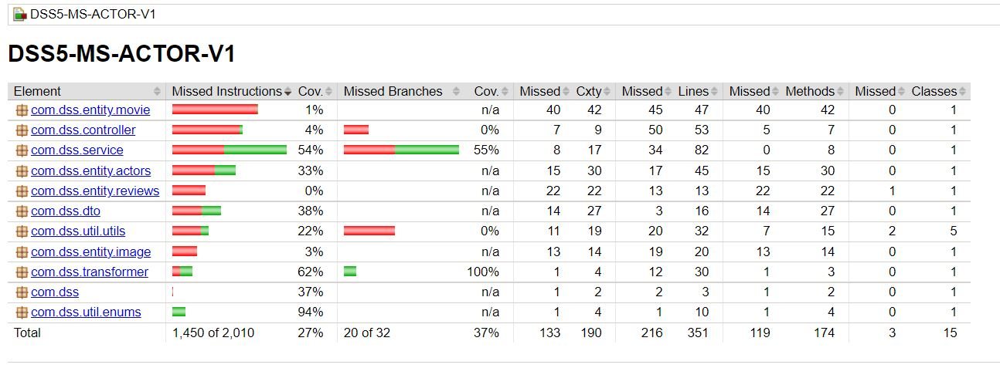 DSS5-MS-ACTOR-V1
DSS5-MS-ACTOR-V1
Element Missed Instructions Cov. Missed Branches Cov. Missed Cxty Missed Lines Missed Methods Missed Classes
com.dss.entity.movie 1% n/a 40 42 45 47 40 42 0 1
com.dss.controller 4% 0% 7 9 50 53 5 7 0 1
com.dss.service 54% 55% 8 17 34 82 0 8 0 1
com.dss.entity.actors 33% n/a 15 30 17 45 15 30 0 1
com.dss.entity.reviews 0% n/a 22 22 13 13 22 22 1 1
com.dss.dto 38% n/a 14 27 3 16 14 27 0 1
com.dss.util.utils 22% 0% 11 19 20 32 7 15 2 5
com.dss.entity.image 3% n/a 13 14 19 20 13 14 0 1
com.dss.transformer 62% 100% 1 4 12 30 1 3 0 1
com.dss 37% n/a 1 2 2 3 1 2 0 1
com.dss.util.enums 94% n/a 1 4 1 10 1 4 0 1
Total 1,450 of 2,010 27% 20 of 32 37% 133 190 216 351 119 174 3 15